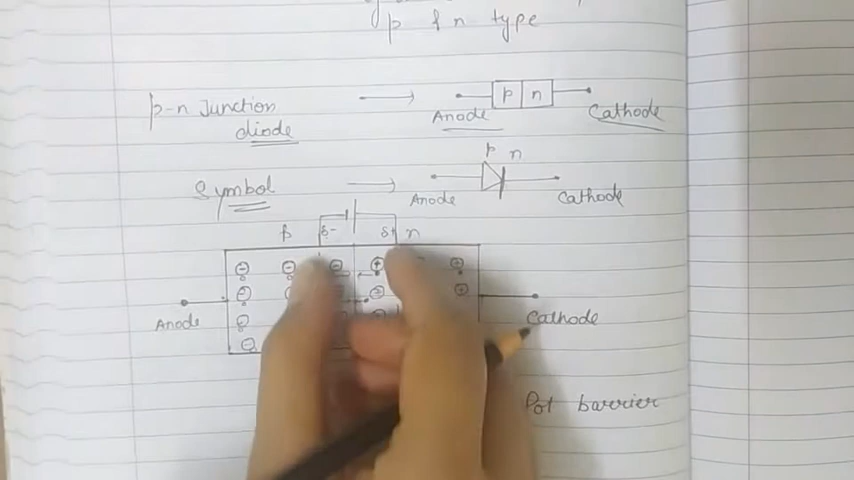 p & n type
p-n Junction diode
p n
Anode
Cathode
p n
Symbol
Anode
Cathode
p δ- δ+ n
Anode
Cathode
Pot barrier